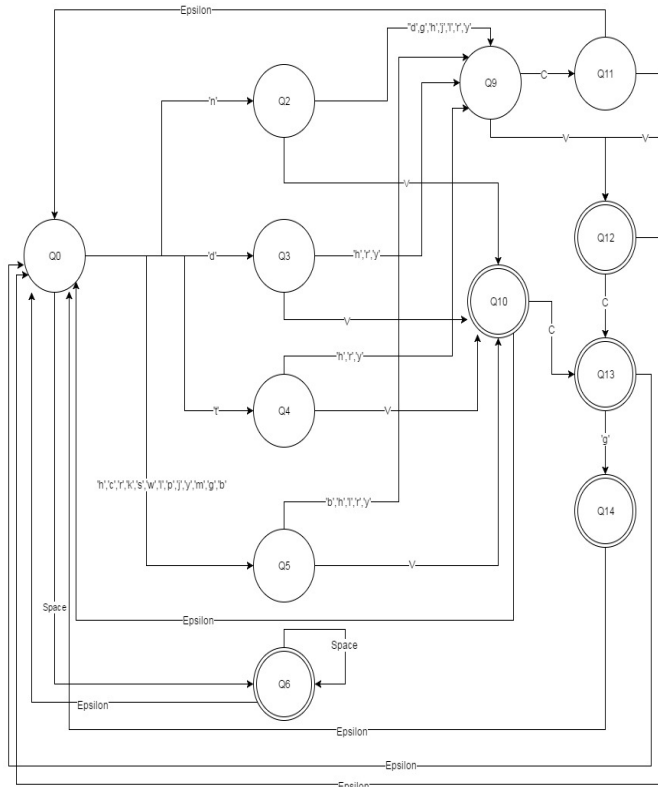 Epsilon
"d',g','h','j','l','r','y'
Q2
Q9
C
Q11
'n'
V
V
V
Q0
'd'
Q3
'h','r','y'
Q12
V
Q10
C
C
'h','r','y'
Q13
't'
Q4
V
'g'
'h','c','r','k','s','w','l','p','j','y','m','g','b'
'b','h','l','r','y'
Q14
Q5
V
Space
Epsilon
Space
Q6
Epsilon
Epsilon
Epsilon
Epsilon